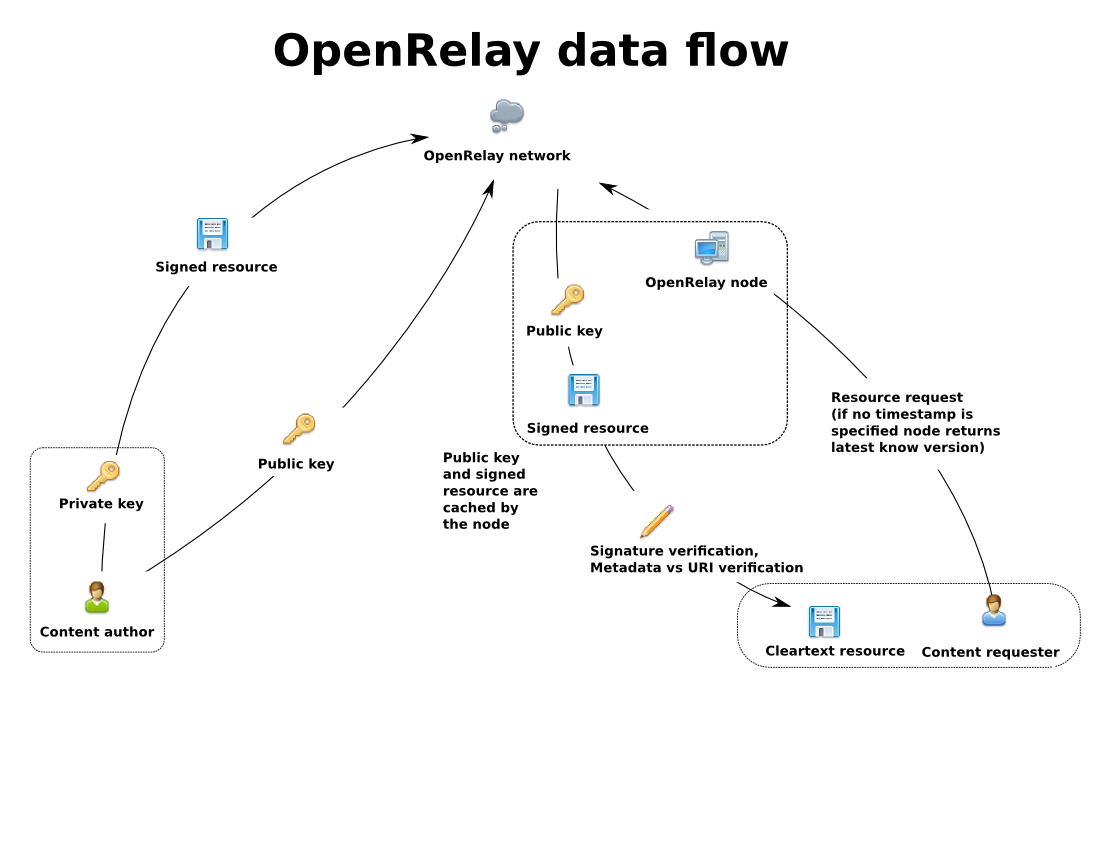 OpenRelay data flow
OpenRelay network
Signed resource
OpenRelay node
Public key
Resource request
(if no timestamp is
specified node returns
latest know version)
Signed resource
Public key
Public key
and signed
resource are
cached by
the node
Private key
Signature verification,
Metadata vs URI verification
Content author
Cleartext resource
Content requester